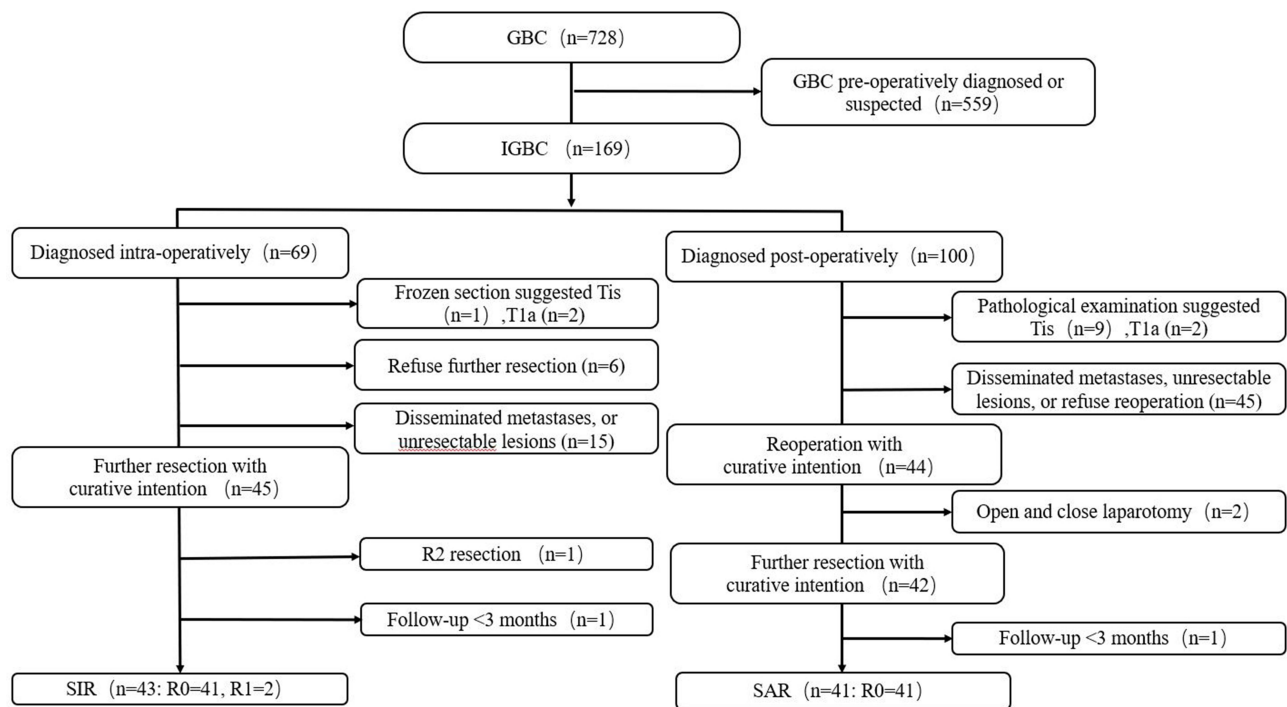 GBC（n=728）
GBC pre-operatively diagnosed or
suspected（n=559）
IGBC （n=169）
Diagnosed intra-operatively（n=69）
Frozen section suggested Tis
（n=1）,T1a (n=2）
Refuse further resection (n=6）
Disseminated metastases, or
unresectable lesions（n=15）
Further resection with
curative intention （n=45）
R2 resection （n=1）
Follow-up <3 months（n=1）
SIR（n=43: R0=41, R1=2）
Diagnosed post-operatively（n=100）
Pathological examination suggested
Tis（n=9）,T1a (n=2）
Disseminated metastases, unresectable
lesions, or refuse reoperation（n=45）
Reoperation with
curative intention（n=44）
Open and close laparotomy（n=2）
Further resection with
curative intention（n=42）
Follow-up <3 months（n=1）
SAR（n=41: R0=41）